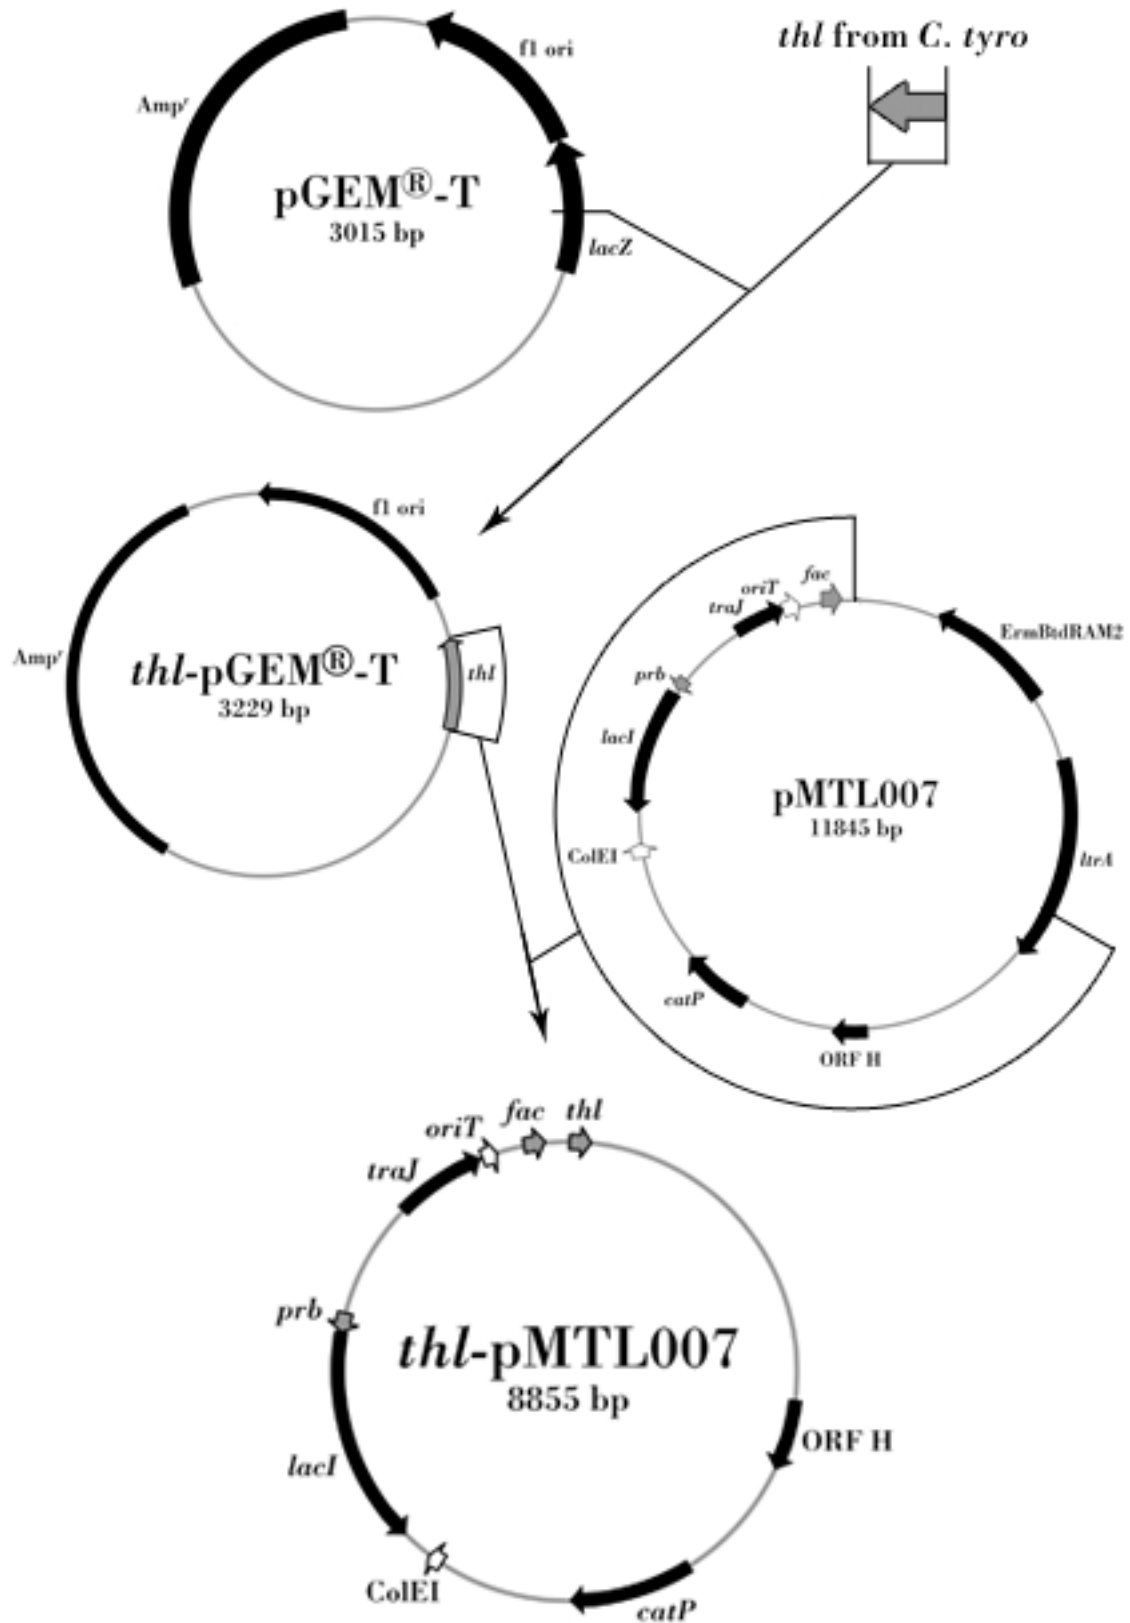 thl from C. tyro
f1 ori
Ampʳ
pGEM®-T
3015 bp
lacZ
f1 ori
Ampʳ
thl-pGEM®-T
3229 bp
thl
oriT
fac
traJ
ErmBtdRAM2
prb
lacI
pMTL007
11845 bp
ColEI
ltrA
catP
ORF H
oriT
fac
thl
traJ
prb
thl-pMTL007
8855 bp
ORF H
lacI
ColEI
catP